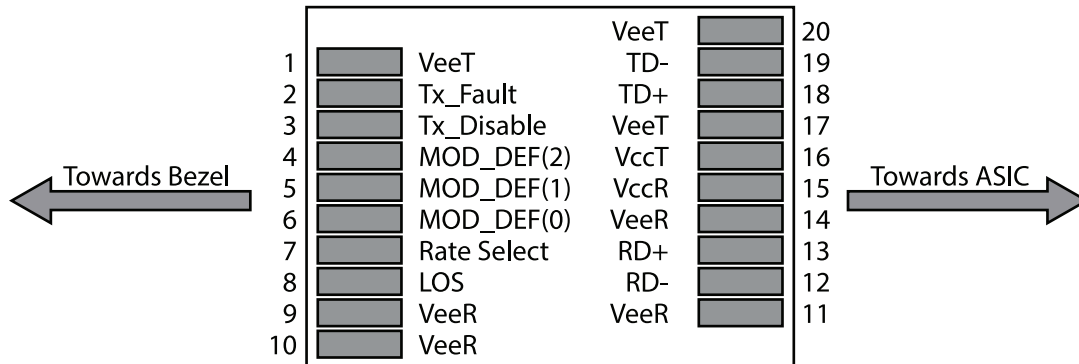 VeeT 20
1 VeeT TD- 19
2 Tx_Fault TD+ 18
3 Tx_Disable VeeT 17
4 MOD_DEF(2) VccT 16
Towards Bezel
5 MOD_DEF(1) VccR 15
Towards ASIC
6 MOD_DEF(0) VeeR 14
7 Rate Select RD+ 13
8 LOS RD- 12
9 VeeR VeeR 11
10 VeeR